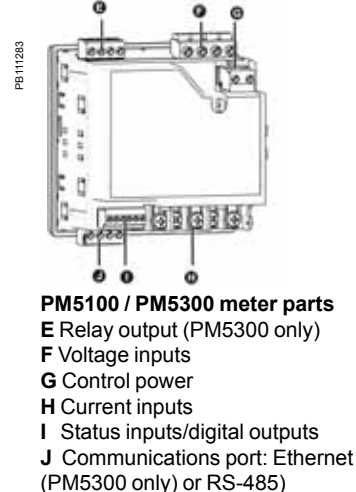 E
F
G
PB111283
J
I
H
PM5100 / PM5300 meter parts
E Relay output (PM5300 only)
F Voltage inputs
G Control power
H Current inputs
I Status inputs/digital outputs
J Communications port: Ethernet
(PM5300 only) or RS-485)